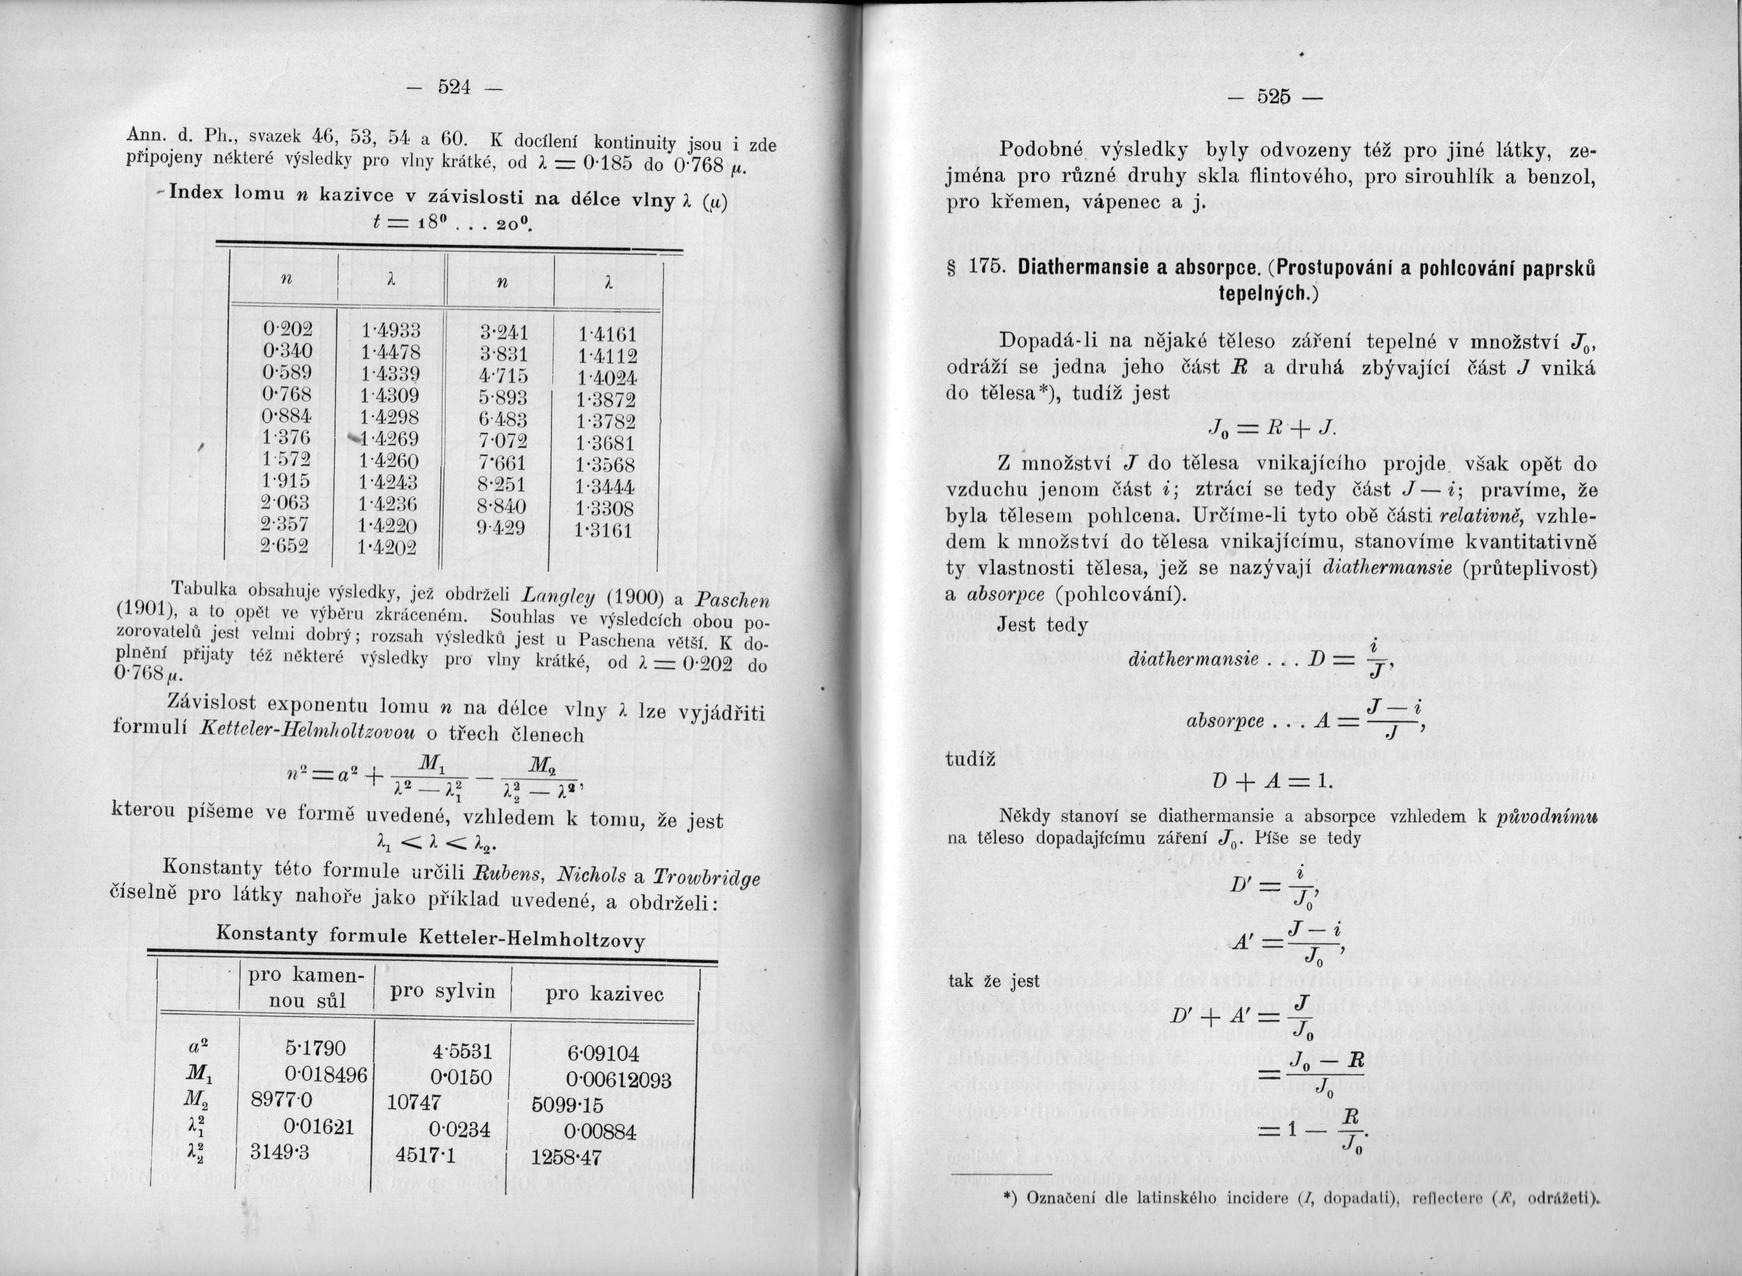 — 524 —
Ann. d. Ph., svazek 46, 53, 54 a 60. K docílení kontinuity jsou i zde
připojeny některé výsledky pro vlny krátké, od λ = 0·185 do 0·768 μ.
Index lomu n kazivce v závislosti na délce vlny λ (μ)
t = 18⁰ . . . 20⁰.
n λ n λ
0·202 1·4933 3·241 1·4161
0·340 1·4478 3·831 1·4112
0·589 1·4339 4·715 1·4024
0·768 1·4309 5·893 1·3872
0·884 1·4298 6·483 1·3782
1·376 1·4269 7·072 1·3681
1·572 1·4260 7·661 1·3568
1·915 1·4243 8·251 1·3444
2·063 1·4236 8·840 1·3308
2·357 1·4220 9·429 1·3161
2·652 1·4202
Tabulka obsahuje výsledky, jež obdrželi Langley (1900) a Paschen
(1901), a to opět ve výběru zkráceném. Souhlas ve výsledcích obou po-
zorovatelů jest velmi dobrý; rozsah výsledků jest u Paschena větší. K do-
plnění přijaty též některé výsledky pro vlny krátké, od λ = 0·202 do
0·768 μ.
Závislost exponentu lomu n na délce vlny λ lze vyjádřiti
formulí Ketteler-Helmholtzovou o třech členech
n² = a² + M₁ / (λ² — λ₁²) — M₂ / (λ₂² — λ²),
kterou píšeme ve formě uvedené, vzhledem k tomu, že jest
λ₁ < λ < λ₂.
Konstanty této formule určili Rubens, Nichols a Trowbridge
číselně pro látky nahoře jako příklad uvedené, a obdrželi:
Konstanty formule Ketteler-Helmholtzovy
pro kamen-
nou sůl pro sylvin pro kazivec
a² 5·1790 4·5531 6·09104
M₁ 0·018496 0·0150 0·00612093
M₂ 8977·0 10747 5099·15
λ₁² 0·01621 0·0234 0·00884
λ₂² 3149·3 4517·1 1258·47
— 525 —
Podobné výsledky byly odvozeny též pro jiné látky, ze-
jména pro různé druhy skla flintového, pro sirouhlík a benzol,
pro křemen, vápenec a j.
§ 175. Diathermansie a absorpce. (Prostupování a pohlcování paprsků
tepelných.)
Dopadá-li na nějaké těleso záření tepelné v množství J₀,
odráží se jedna jeho část R a druhá zbývající část J vniká
do tělesa*), tudíž jest
J₀ = R + J.
Z množství J do tělesa vnikajícího projde však opět do
vzduchu jenom část i; ztrácí se tedy část J — i; pravíme, že
byla tělesem pohlcena. Určíme-li tyto obě části relativně, vzhle-
dem k množství do tělesa vnikajícímu, stanovíme kvantitativně
ty vlastnosti tělesa, jež se nazývají diathermansie (průteplivost)
a absorpce (pohlcování).
Jest tedy
diathermansie . . . D = i / J,
absorpce . . . A = (J — i) / J,
tudíž
D + A = 1.
Někdy stanoví se diathermansie a absorpce vzhledem k původnímu
na těleso dopadajícímu záření J₀. Píše se tedy
D′ = i / J₀,
A′ = (J — i) / J₀,
tak že jest
D′ + A′ = J / J₀
= (J₀ — R) / J₀
= 1 — R / J₀.
*) Označení dle latinského incidere (I, dopadati), reflectere (R, odrážeti).